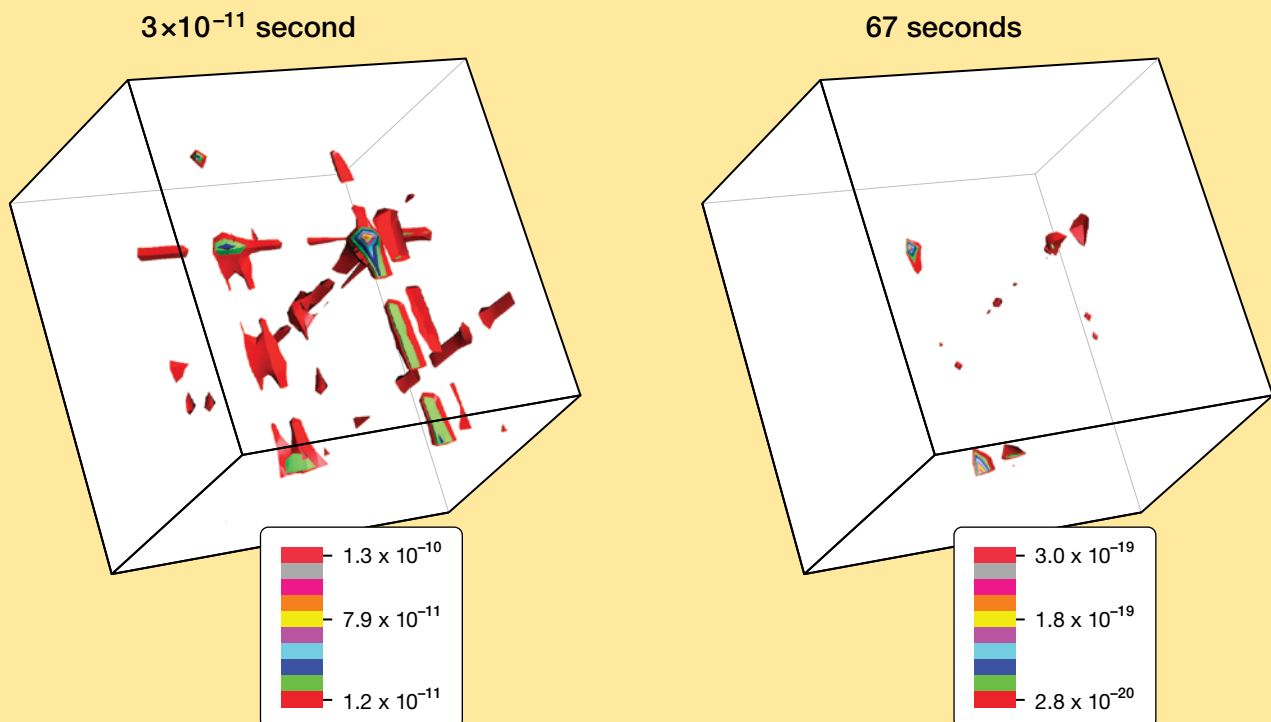 3×10⁻¹¹ second
67 seconds
1.3 x 10⁻¹⁰
7.9 x 10⁻¹¹
1.2 x 10⁻¹¹
3.0 x 10⁻¹⁹
1.8 x 10⁻¹⁹
2.8 x 10⁻²⁰